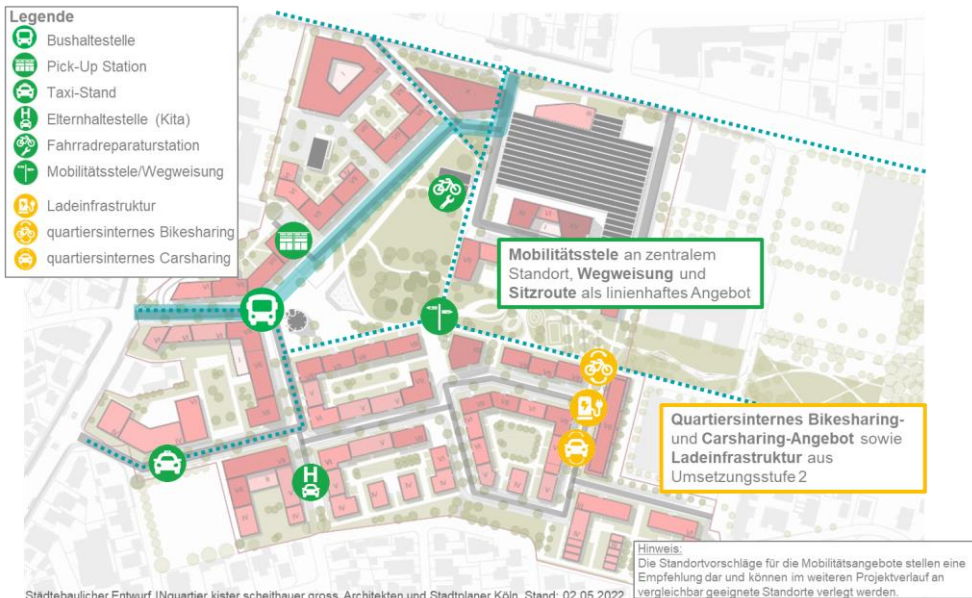 Legende
Bushaltestelle
Pick-Up Station
Taxi-Stand
Elternhaltestelle (Kita)
Fahrradreparaturstation
Mobilitätsstele/Wegweisung
Ladeinfrastruktur
quartiersinternes Bikesharing
quartiersinternes Carsharing
Mobilitätsstele an zentralem
Standort, Wegweisung und
Sitzroute als linienhaftes Angebot
Quartiersinternes Bikesharing-
und Carsharing-Angebot sowie
Ladeinfrastruktur aus
Umsetzungsstufe 2
H
Hinweis:
Die Standortvorschläge für die Mobilitätsangebote stellen eine
Empfehlung dar und können im weiteren Projektverlauf an
vergleichbar geeignete Standorte verlegt werden.
Städtebaulicher Entwurf INquartier kister scheithauer gross, Architekten und Stadtplaner Köln, Stand: 02.05.2022